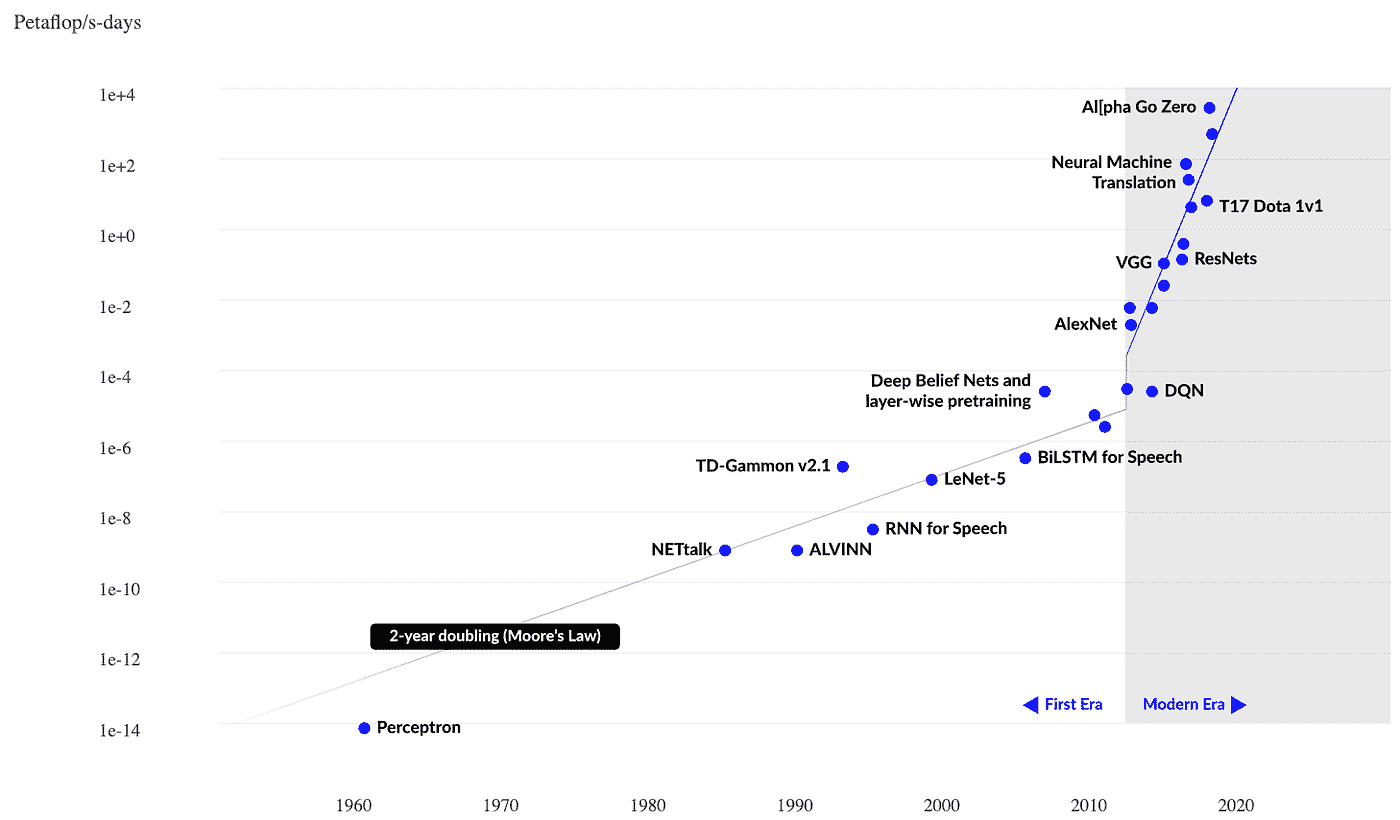 Petaflop/s-days
1e+4
Al[pha Go Zero
1e+2
Neural Machine
Translation
T17 Dota 1v1
1e+0
VGG
ResNets
1e-2
AlexNet
1e-4
Deep Belief Nets and
layer-wise pretraining
DQN
1e-6
BiLSTM for Speech
TD-Gammon v2.1
LeNet-5
1e-8
RNN for Speech
NETtalk
ALVINN
1e-10
2-year doubling (Moore's Law)
1e-12
First Era
Modern Era
1e-14
Perceptron
1960
1970
1980
1990
2000
2010
2020